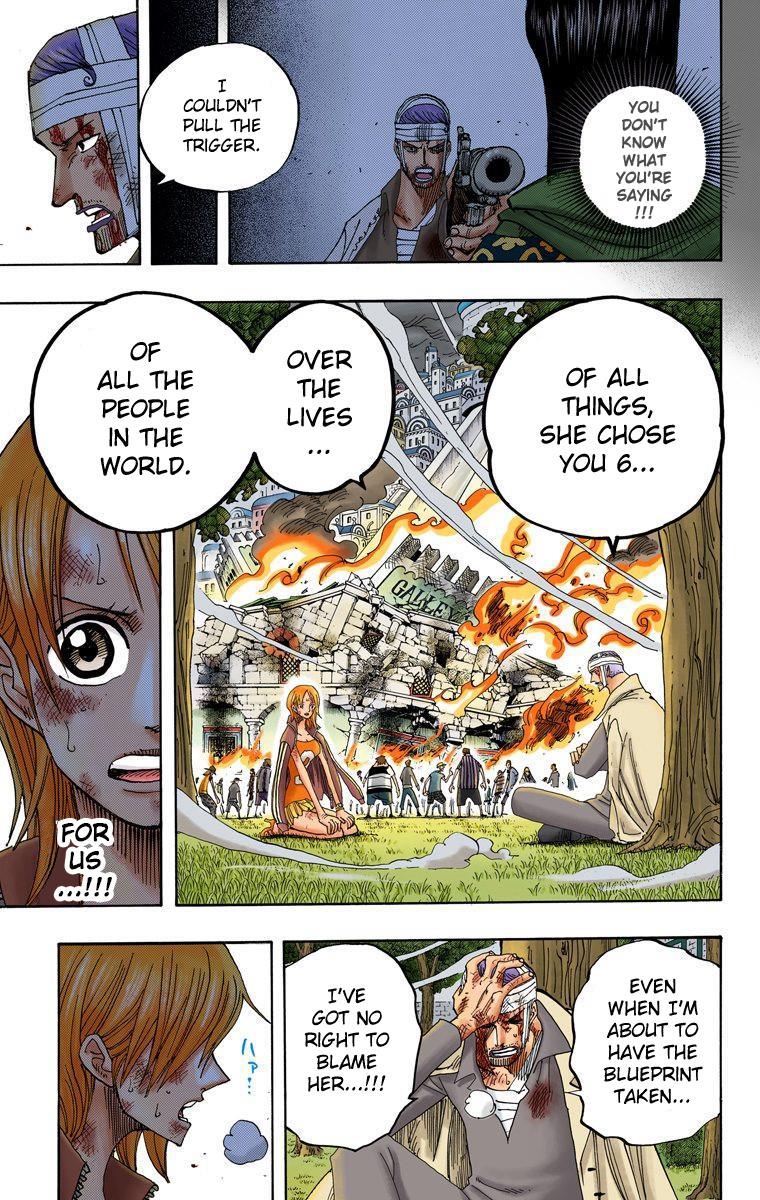 YOU
DON'T
KNOW
WHAT
YOU'RE
SAYING
!!!
I
COULDN'T
PULL THE
TRIGGER.
OF ALL
THINGS,
SHE CHOSE
YOU 6...
OVER
THE
LIVES
...
OF
ALL THE
PEOPLE
IN THE
WORLD.
GALLEY
FOR
US
...!!!
EVEN
WHEN I'M
ABOUT TO
HAVE THE
BLUEPRINT
TAKEN...
I'VE
GOT NO
RIGHT TO
BLAME
HER...!!!
ハァ…